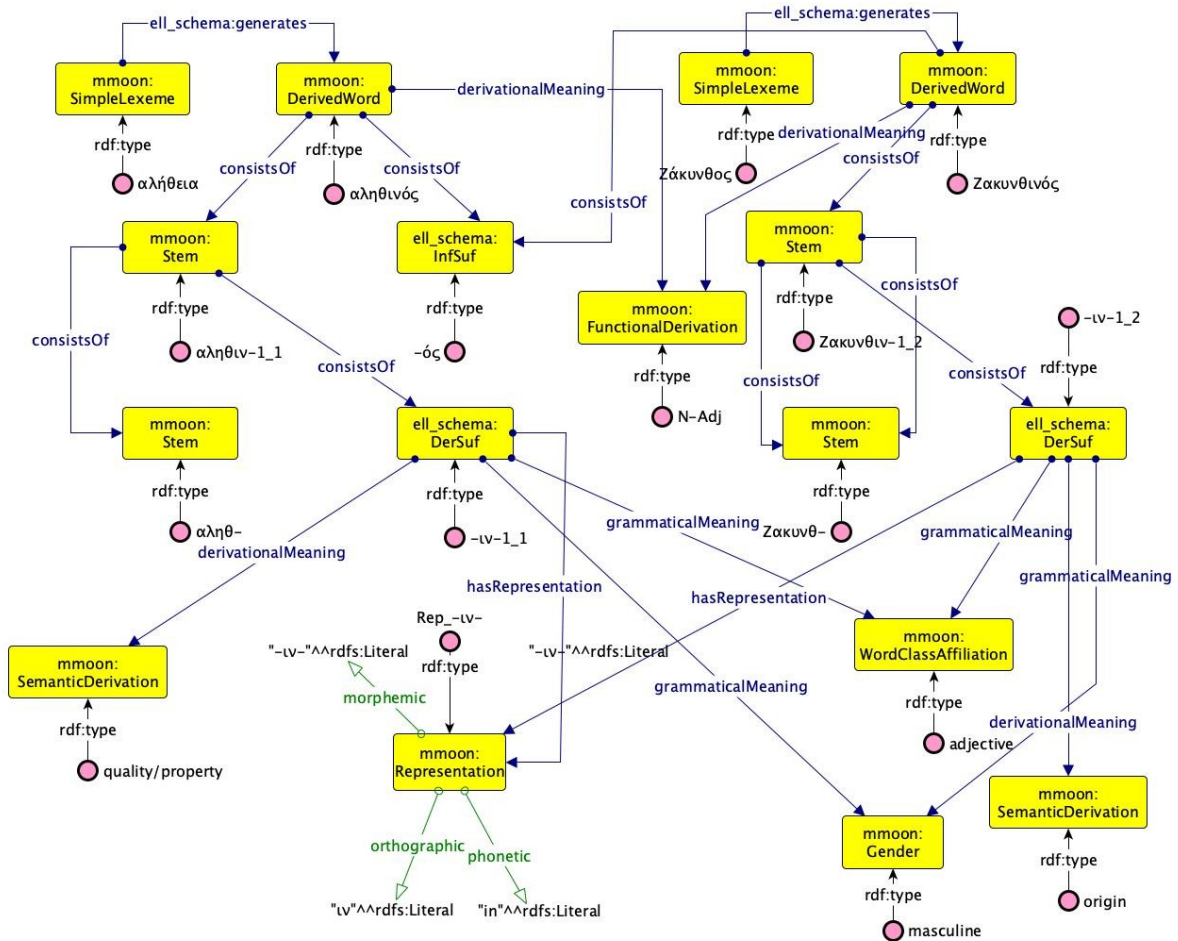 ell_schema:generates
ell_schema:generates
mmoon:
SimpleLexeme
mmoon:
DerivedWord
derivationalMeaning
mmoon:
SimpleLexeme
mmoon:
DerivedWord
rdf:type
rdf:type
rdf:type
derivationalMeaning
rdf:type
consistsOf
consistsOf
consistsOf
αλήθεια
αληθινός
Ζάκυνθος
Ζακυνθινός
consistsOf
mmoon:
Stem
ell_schema:
InfSuf
mmoon:
Stem
rdf:type
rdf:type
rdf:type
consistsOf
mmoon:
FunctionalDerivation
-ιν-1_2
consistsOf
αληθιν-1_1
-ός
Ζακυνθιν-1_2
rdf:type
consistsOf
rdf:type
consistsOf
consistsOf
mmoon:
Stem
ell_schema:
DerSuf
N-Adj
mmoon:
Stem
ell_schema:
DerSuf
rdf:type
rdf:type
rdf:type
αληθ-
-ιν-1_1
grammaticalMeaning
Ζακυνθ-
grammaticalMeaning
derivationalMeaning
grammaticalMeaning
hasRepresentation
hasRepresentation
Rep_-ιν-
"-ιν-"^^rdfs:Literal
"-ιν-"^^rdfs:Literal
mmoon:
WordClassAffiliation
mmoon:
SemanticDerivation
rdf:type
grammaticalMeaning
morphemic
rdf:type
derivationalMeaning
rdf:type
adjective
quality/property
mmoon:
Representation
mmoon:
SemanticDerivation
orthographic
phonetic
mmoon:
Gender
rdf:type
rdf:type
"ιν"^^rdfs:Literal
"in"^^rdfs:Literal
origin
masculine